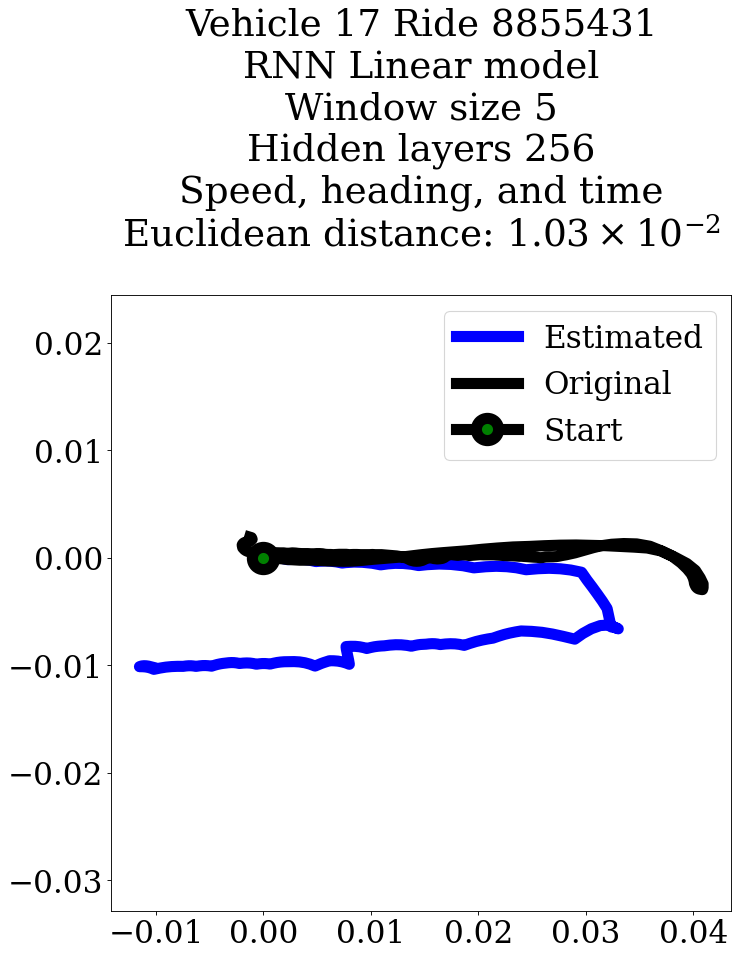 Vehicle 17 Ride 8855431
RNN Linear model
Window size 5
Hidden layers 256
Speed, heading, and time
Euclidean distance: 1.03 × 10⁻²
Estimated
Original
Start
0.02
0.01
0.00
−0.01
−0.02
−0.03
−0.01 0.00 0.01 0.02 0.03 0.04